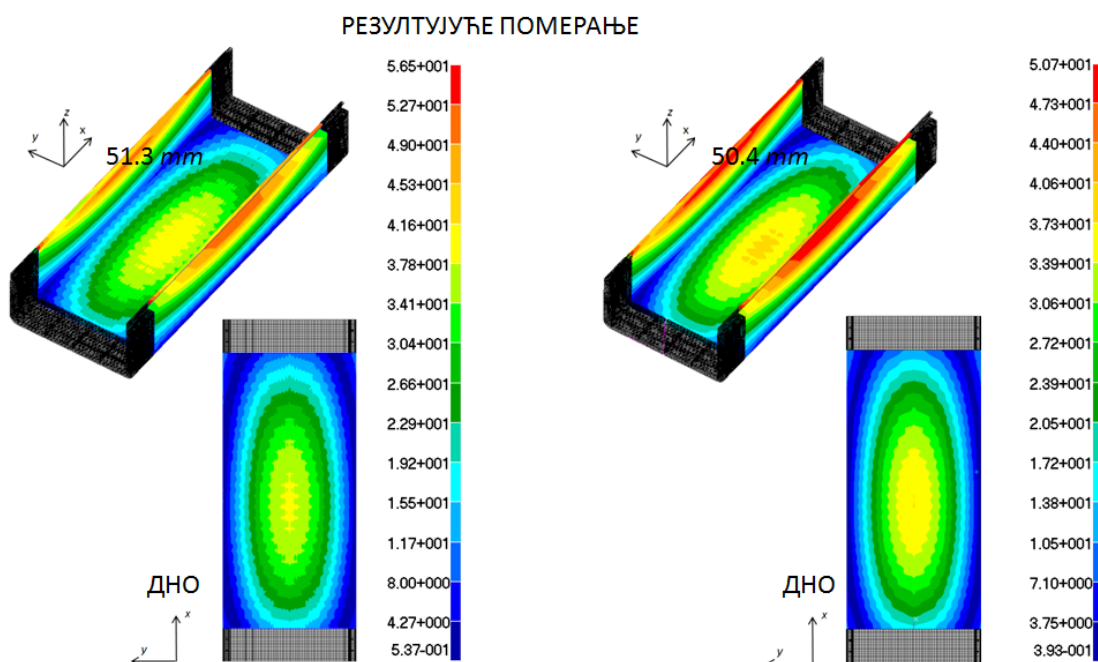 РЕЗУЛТУЈУЋЕ ПОМЕРАЊЕ
z
y
x
51.3 mm
5.65+001
5.27+001
4.90+001
4.53+001
4.16+001
3.78+001
3.41+001
3.04+001
2.66+001
2.29+001
1.92+001
1.55+001
1.17+001
8.00+000
4.27+000
5.37-001
ДНО
x
y
z
y
x
50.4 mm
5.07+001
4.73+001
4.40+001
4.06+001
3.73+001
3.39+001
3.06+001
2.72+001
2.39+001
2.05+001
1.72+001
1.38+001
1.05+001
7.10+000
3.75+000
3.93-001
ДНО
x
y